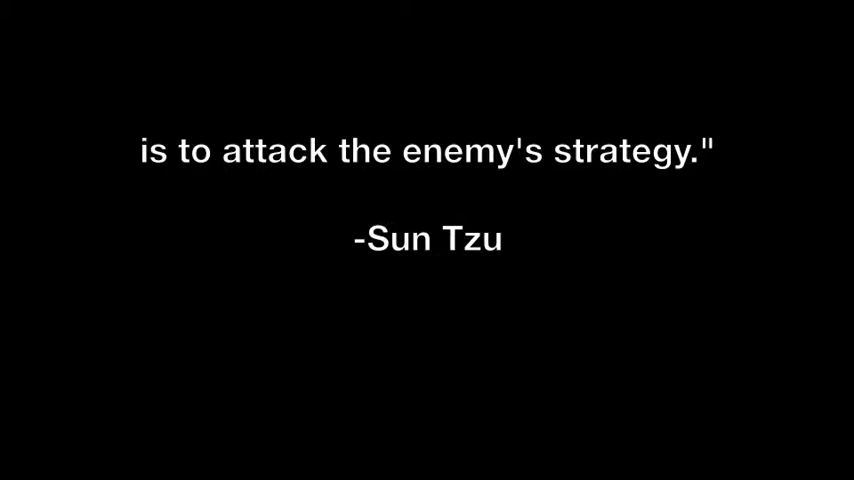 is to attack the enemy's strategy."
-Sun Tzu